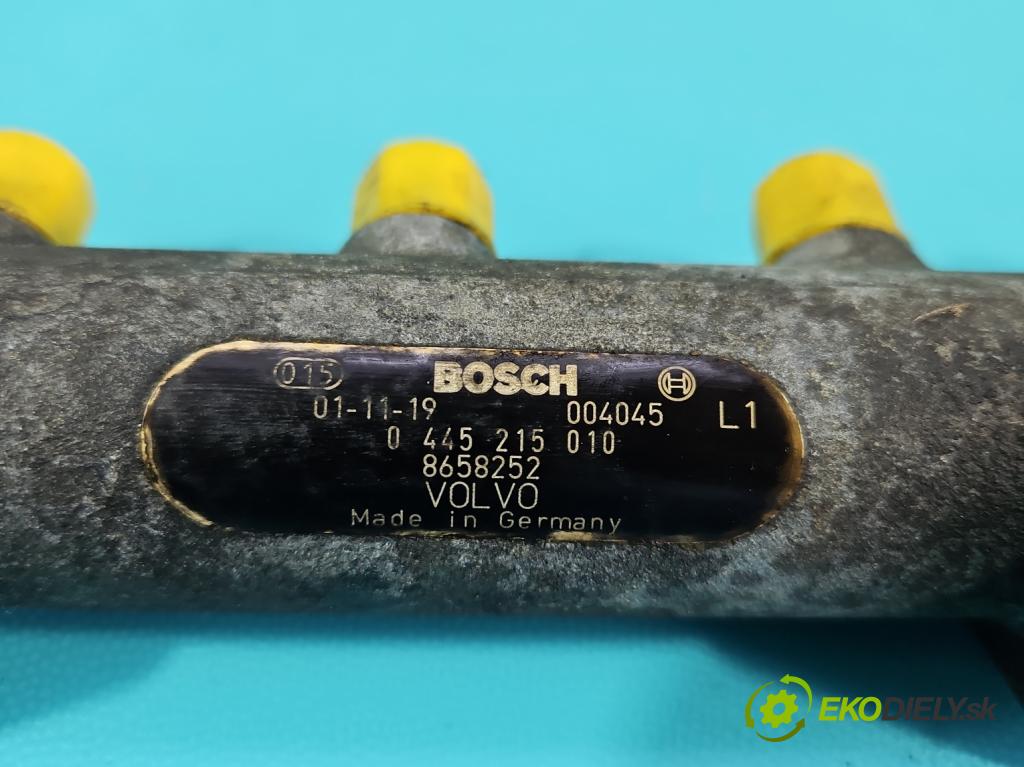 015 BOSCH
01-11-19 004045 L1
0 445 215 010
8658252
VOLVO
Made in Germany
EKODIELY.sk